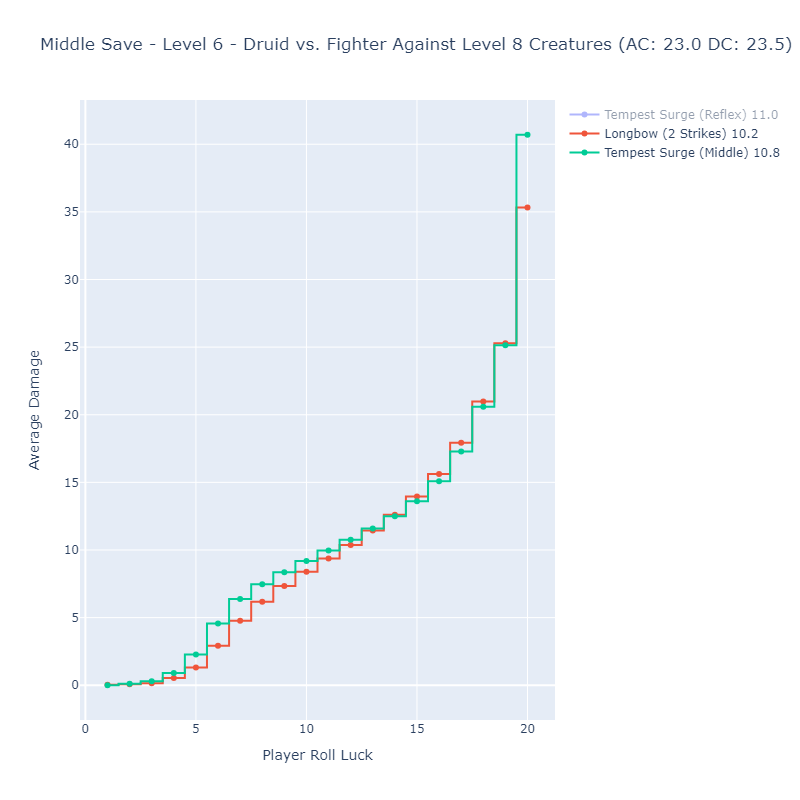 Middle Save - Level 6 - Druid vs. Fighter Against Level 8 Creatures (AC: 23.0 DC: 23.5)
Tempest Surge (Reflex) 11.0
Longbow (2 Strikes) 10.2
Tempest Surge (Middle) 10.8
Average Damage
40
35
30
25
20
15
10
5
0
0 5 10 15 20
Player Roll Luck